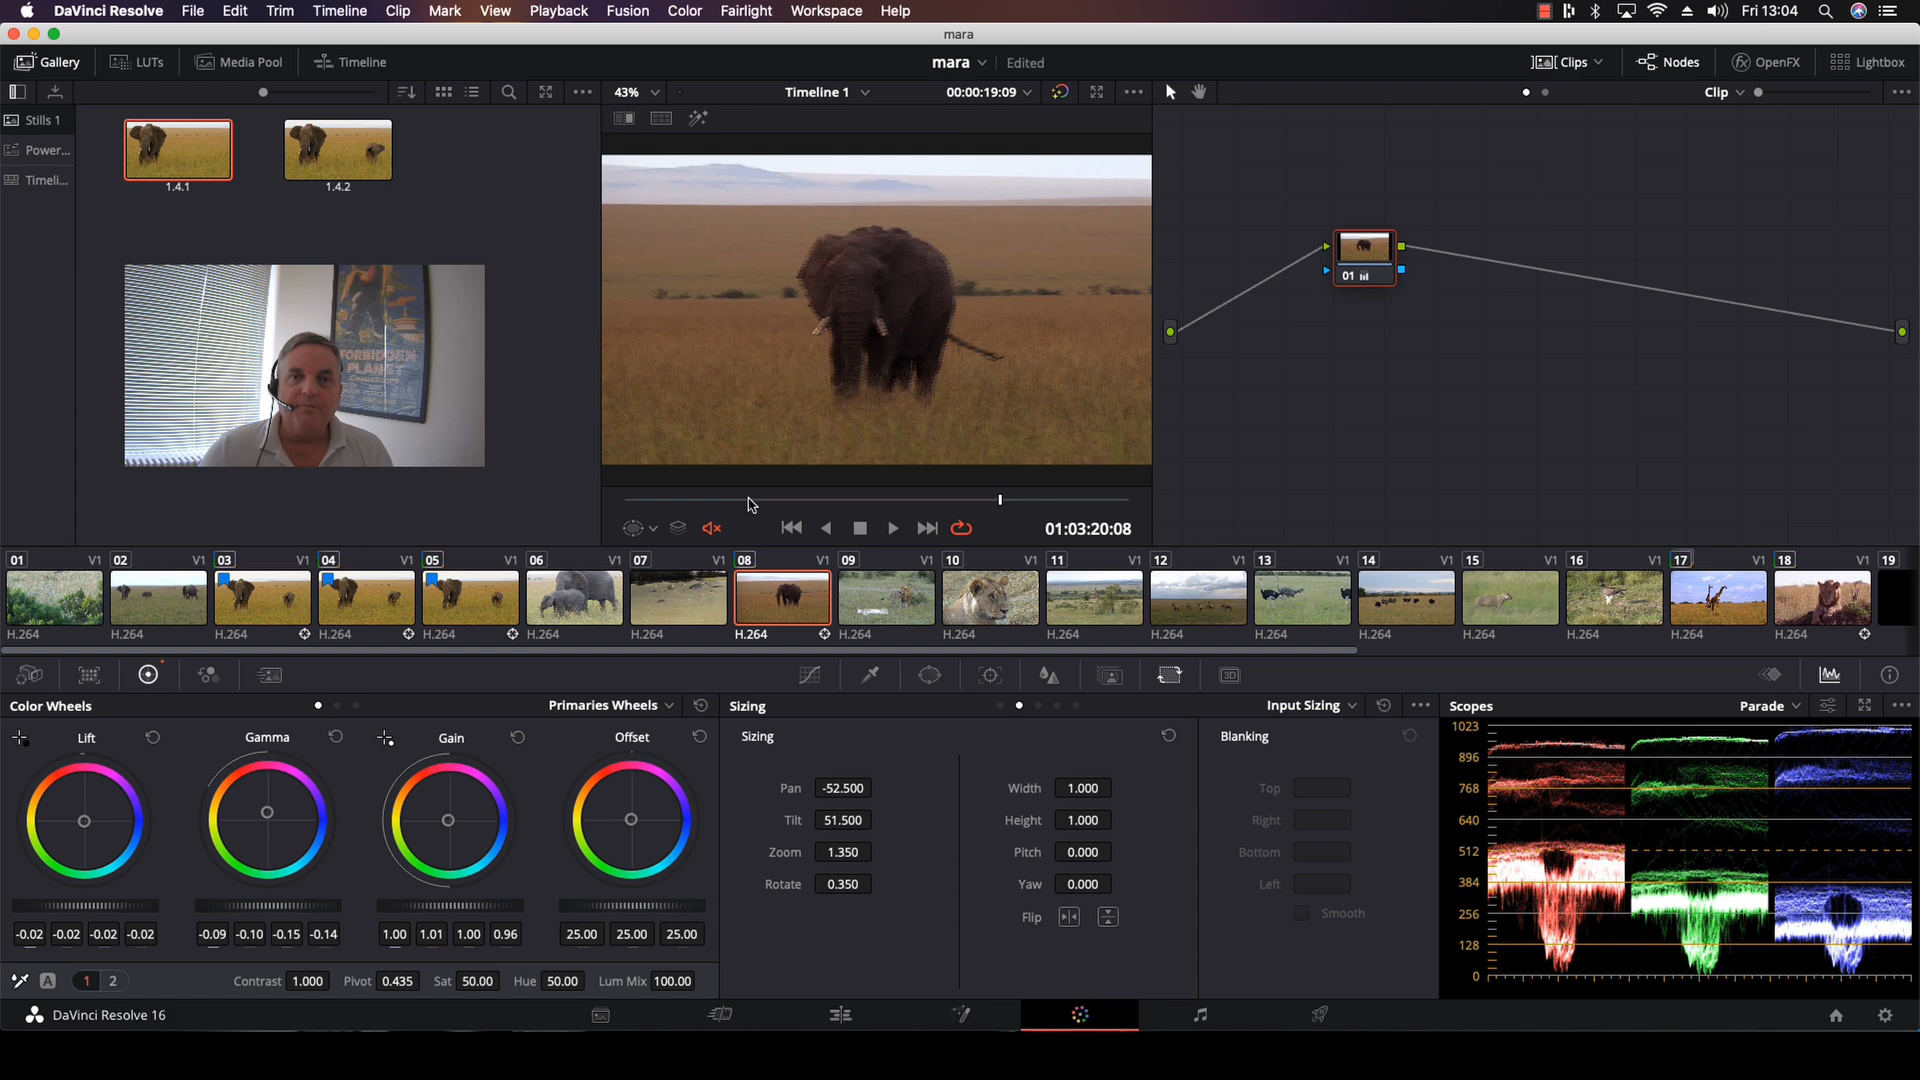 DaVinci Resolve File Edit Trim Timeline Clip Mark View Playback Fusion Color Fairlight Workspace Help Fri 13:04
mara
Gallery LUTs Media Pool Timeline mara Edited Clips Nodes OpenFX Lightbox
43% Timeline 1 00:00:19:09 Clip
Stills 1
Power...
Timeli...
1.4.1 1.4.2
FORBIDDEN
PLANET
01
01:03:20:08
01 V1 02 V1 03 V1 04 V1 05 V1 06 V1 07 V1 08 V1 09 V1 10 V1 11 V1 12 V1 13 V1 14 V1 15 V1 16 V1 17 V1 18 V1 19
H.264 H.264 H.264 H.264 H.264 H.264 H.264 H.264 H.264 H.264 H.264 H.264 H.264 H.264 H.264 H.264 H.264 H.264
3D
Color Wheels Primaries Wheels Sizing Input Sizing Scopes Parade
Lift Gamma Gain Offset
-0.02 -0.02 -0.02 -0.02 -0.09 -0.10 -0.15 -0.14 1.00 1.01 1.00 0.96 25.00 25.00 25.00
A 1 2 Contrast 1.000 Pivot 0.435 Sat 50.00 Hue 50.00 Lum Mix 100.00
Sizing
Pan -52.500 Width 1.000
Tilt 51.500 Height 1.000
Zoom 1.350 Pitch 0.000
Rotate 0.350 Yaw 0.000
Flip
Blanking
Top
Right
Bottom
Left
Smooth
1023
896
768
640
512
384
256
128
0
DaVinci Resolve 16